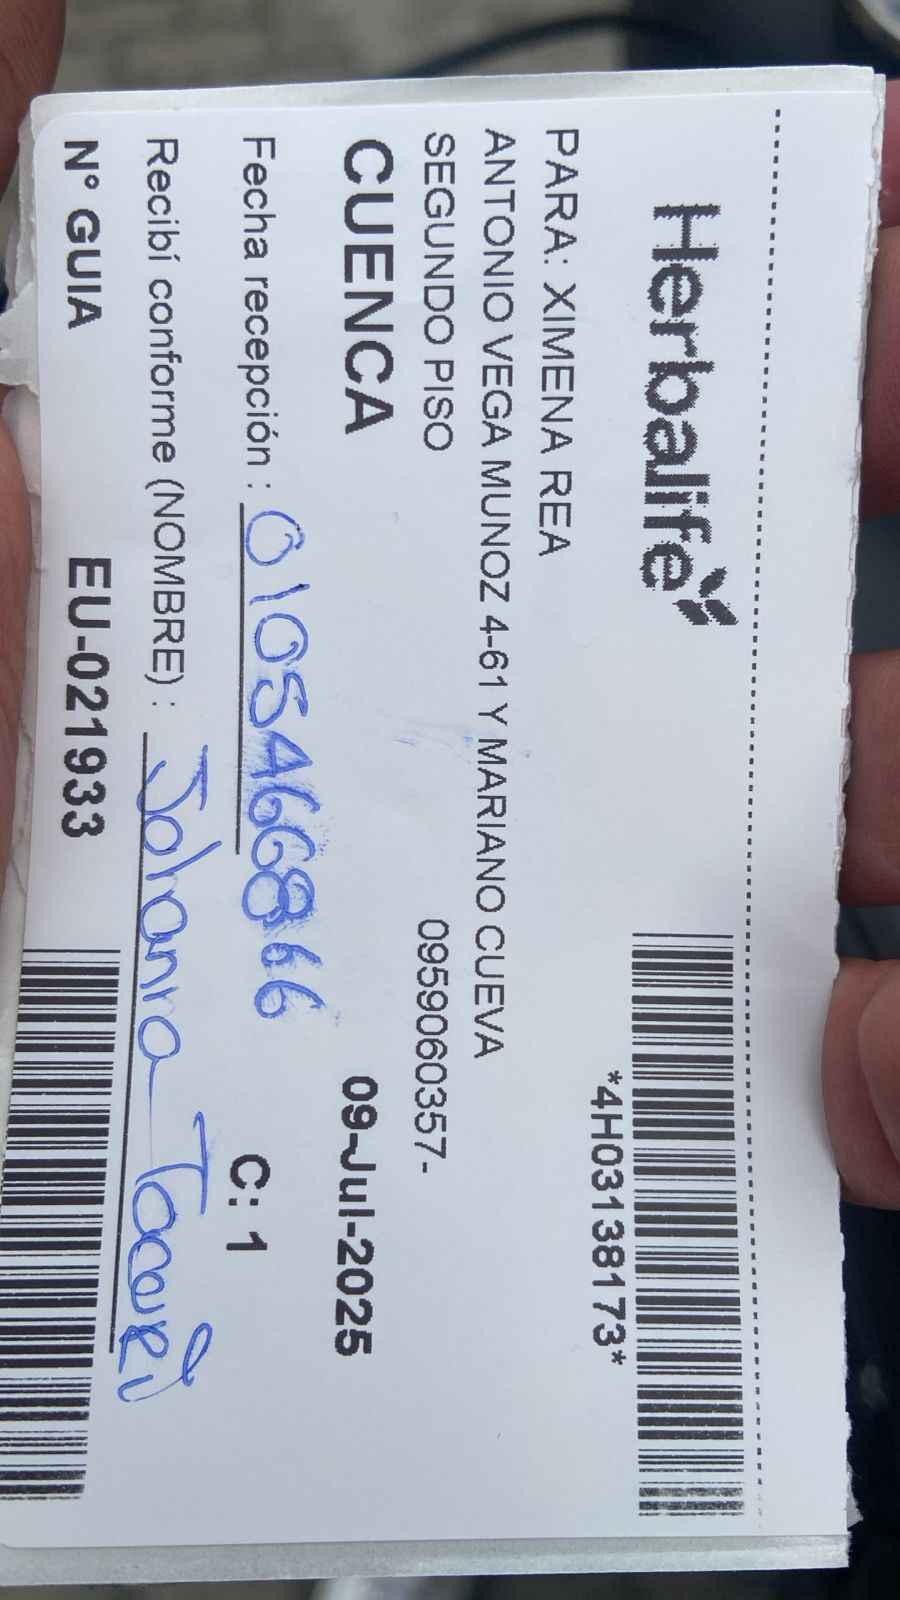 Herbalife
*4H03138173*
PARA: XIMENA REA
ANTONIO VEGA MUNOZ 4-61 Y MARIANO CUEVA
SEGUNDO PISO 0959060357-
CUENCA 09-Jul-2025
Fecha recepción : 0105466866 C: 1
Recibí conforme (NOMBRE) : Johanna
N° GUIA EU-021933